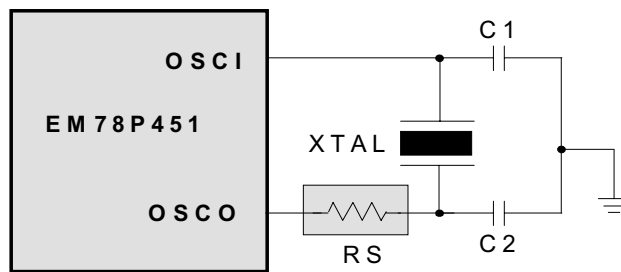 C1
OSCI
EM78P451
XTAL
OSCO
RS
C2